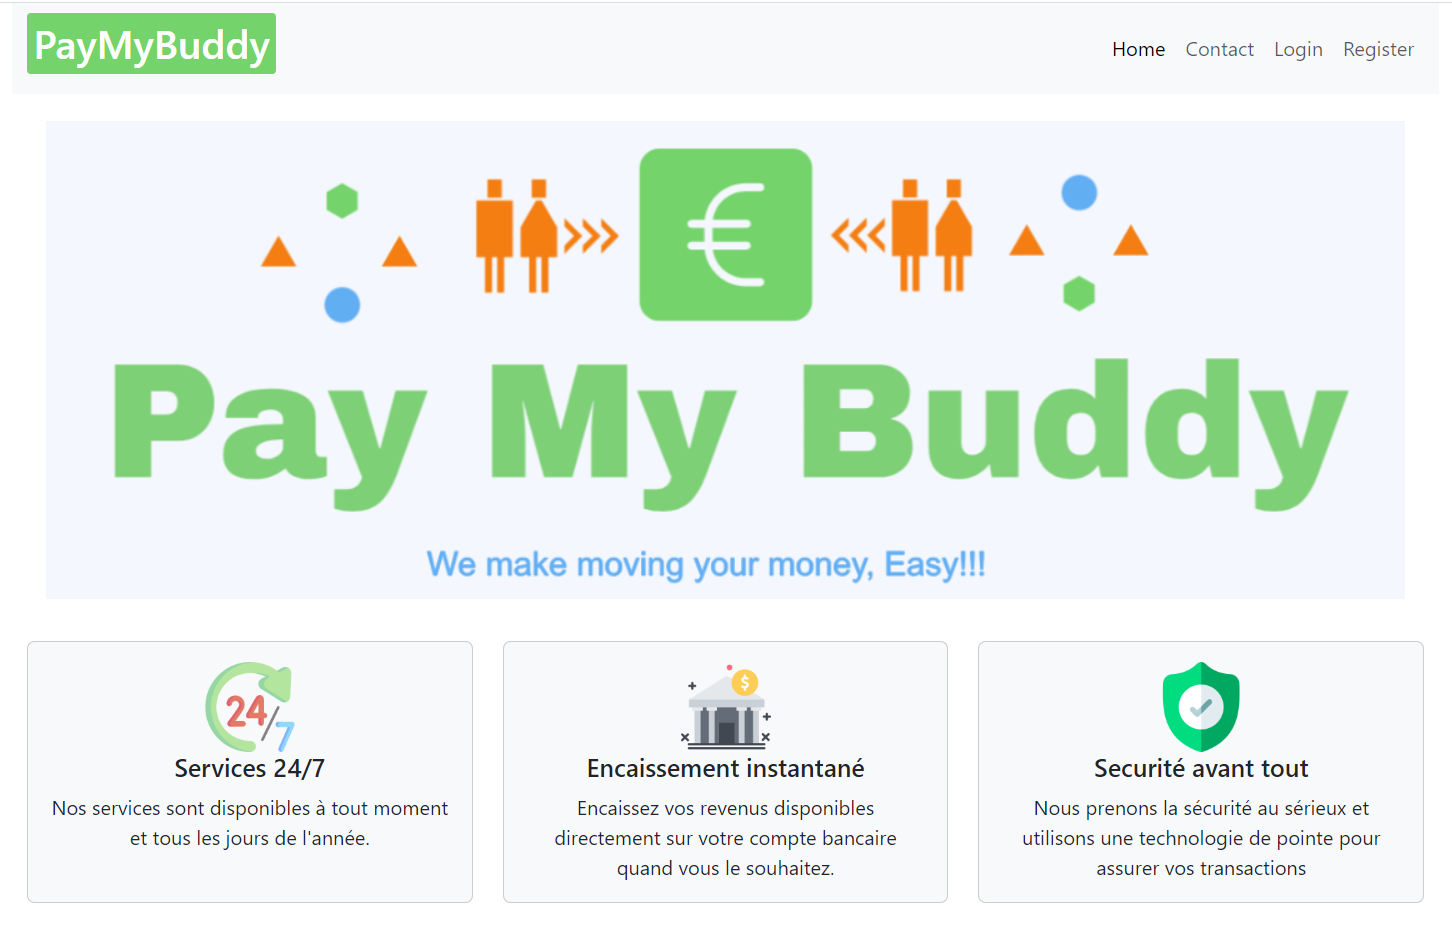 PayMyBuddy
Home Contact Login Register
€
Pay My Buddy
We make moving your money, Easy!!!
24/7
$
Services 24/7
Nos services sont disponibles à tout moment
et tous les jours de l'année.
Encaissement instantané
Encaissez vos revenus disponibles
directement sur votre compte bancaire
quand vous le souhaitez.
Securité avant tout
Nous prenons la sécurité au sérieux et
utilisons une technologie de pointe pour
assurer vos transactions